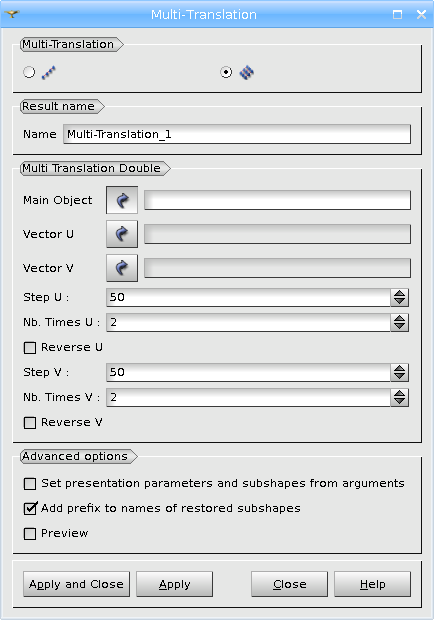 Multi-Translation
Multi-Translation
Result name
Name Multi-Translation_1
Multi Translation Double
Main Object
Vector U
Vector V
Step U : 50
Nb. Times U : 2
Reverse U
Step V : 50
Nb. Times V : 2
Reverse V
Advanced options
Set presentation parameters and subshapes from arguments
Add prefix to names of restored subshapes
Preview
Apply and Close Apply Close Help